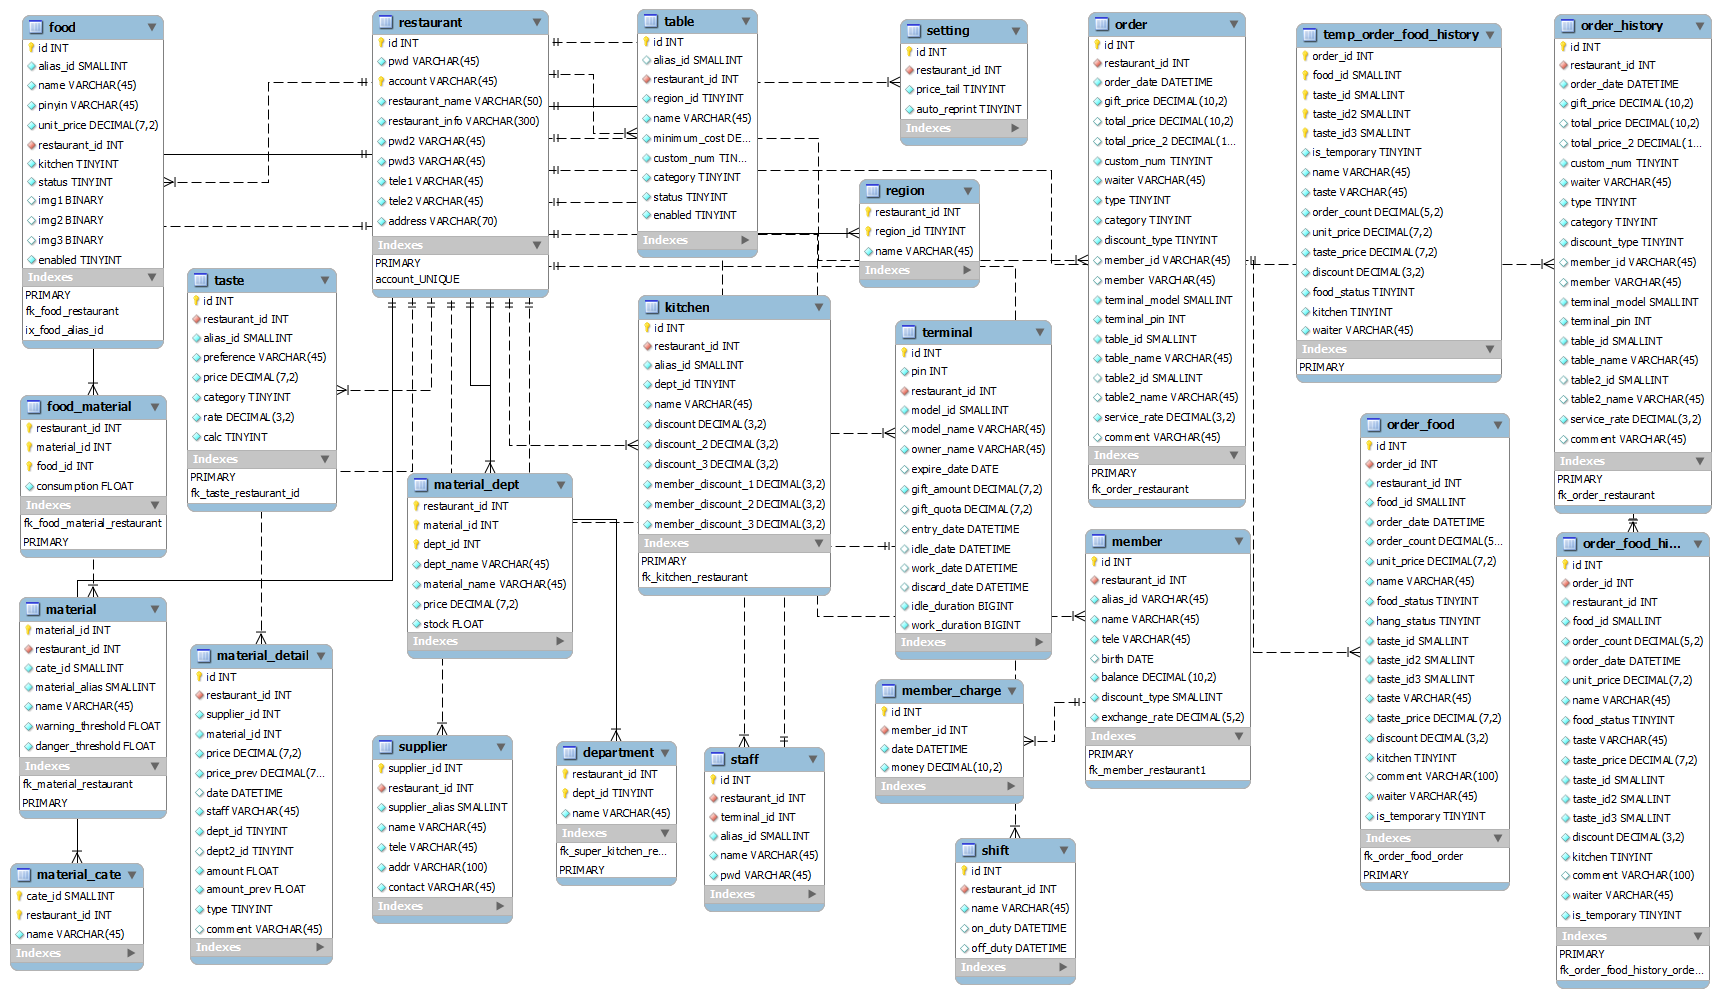 food
id INT
alias_id SMALLINT
name VARCHAR(45)
pinyin VARCHAR(45)
unit_price DECIMAL(7,2)
restaurant_id INT
kitchen TINYINT
status TINYINT
img1 BINARY
img2 BINARY
img3 BINARY
enabled TINYINT
Indexes
PRIMARY
fk_food_restaurant
ix_food_alias_id
restaurant
id INT
pwd VARCHAR(45)
account VARCHAR(45)
restaurant_name VARCHAR(50)
restaurant_info VARCHAR(300)
pwd2 VARCHAR(45)
pwd3 VARCHAR(45)
tele1 VARCHAR(45)
tele2 VARCHAR(45)
address VARCHAR(70)
Indexes
PRIMARY
account_UNIQUE
table
id INT
alias_id SMALLINT
restaurant_id INT
region_id TINYINT
name VARCHAR(45)
minimum_cost DE...
custom_num TIN...
category TINYINT
status TINYINT
enabled TINYINT
Indexes
setting
id INT
restaurant_id INT
price_tail TINYINT
auto_reprint TINYINT
Indexes
region
restaurant_id INT
region_id TINYINT
name VARCHAR(45)
Indexes
order
id INT
restaurant_id INT
order_date DATETIME
gift_price DECIMAL(10,2)
total_price DECIMAL(10,2)
total_price_2 DECIMAL(1...
custom_num TINYINT
waiter VARCHAR(45)
type TINYINT
category TINYINT
discount_type TINYINT
member_id VARCHAR(45)
member VARCHAR(45)
terminal_model SMALLINT
terminal_pin INT
table_id SMALLINT
table_name VARCHAR(45)
table2_id SMALLINT
table2_name VARCHAR(45)
service_rate DECIMAL(3,2)
comment VARCHAR(45)
Indexes
PRIMARY
fk_order_restaurant
temp_order_food_history
order_id INT
food_id SMALLINT
taste_id SMALLINT
taste_id2 SMALLINT
taste_id3 SMALLINT
is_temporary TINYINT
name VARCHAR(45)
taste VARCHAR(45)
order_count DECIMAL(5,2)
unit_price DECIMAL(7,2)
taste_price DECIMAL(7,2)
discount DECIMAL(3,2)
food_status TINYINT
kitchen TINYINT
waiter VARCHAR(45)
Indexes
PRIMARY
order_history
id INT
restaurant_id INT
order_date DATETIME
gift_price DECIMAL(10,2)
total_price DECIMAL(10,2)
total_price_2 DECIMAL(1...
custom_num TINYINT
waiter VARCHAR(45)
type TINYINT
category TINYINT
discount_type TINYINT
member_id VARCHAR(45)
member VARCHAR(45)
terminal_model SMALLINT
terminal_pin INT
table_id SMALLINT
table_name VARCHAR(45)
table2_id SMALLINT
table2_name VARCHAR(45)
service_rate DECIMAL(3,2)
comment VARCHAR(45)
Indexes
PRIMARY
fk_order_restaurant
taste
id INT
restaurant_id INT
alias_id SMALLINT
preference VARCHAR(45)
price DECIMAL(7,2)
category TINYINT
rate DECIMAL(3,2)
calc TINYINT
Indexes
PRIMARY
fk_taste_restaurant_id
kitchen
id INT
restaurant_id INT
alias_id SMALLINT
dept_id TINYINT
name VARCHAR(45)
discount DECIMAL(3,2)
discount_2 DECIMAL(3,2)
discount_3 DECIMAL(3,2)
member_discount_1 DECIMAL(3,2)
member_discount_2 DECIMAL(3,2)
member_discount_3 DECIMAL(3,2)
Indexes
PRIMARY
fk_kitchen_restaurant
terminal
id INT
pin INT
restaurant_id INT
model_id SMALLINT
model_name VARCHAR(45)
owner_name VARCHAR(45)
expire_date DATE
gift_amount DECIMAL(7,2)
gift_quota DECIMAL(7,2)
entry_date DATETIME
idle_date DATETIME
work_date DATETIME
discard_date DATETIME
idle_duration BIGINT
work_duration BIGINT
Indexes
food_material
restaurant_id INT
material_id INT
food_id INT
consumption FLOAT
Indexes
fk_food_material_restaurant
PRIMARY
material_dept
restaurant_id INT
material_id INT
dept_id INT
dept_name VARCHAR(45)
material_name VARCHAR(45)
price DECIMAL(7,2)
stock FLOAT
Indexes
order_food
id INT
order_id INT
restaurant_id INT
food_id SMALLINT
order_date DATETIME
order_count DECIMAL(5...
unit_price DECIMAL(7,2)
name VARCHAR(45)
food_status TINYINT
hang_status TINYINT
taste_id SMALLINT
taste_id2 SMALLINT
taste_id3 SMALLINT
taste VARCHAR(45)
taste_price DECIMAL(7,2)
discount DECIMAL(3,2)
kitchen TINYINT
comment VARCHAR(100)
waiter VARCHAR(45)
is_temporary TINYINT
Indexes
fk_order_food_order
PRIMARY
member
id INT
restaurant_id INT
alias_id VARCHAR(45)
name VARCHAR(45)
tele VARCHAR(45)
birth DATE
balance DECIMAL(10,2)
discount_type SMALLINT
exchange_rate DECIMAL(5,2)
Indexes
PRIMARY
fk_member_restaurant1
order_food_hi...
id INT
order_id INT
restaurant_id INT
food_id SMALLINT
order_count DECIMAL(5,2)
order_date DATETIME
unit_price DECIMAL(7,2)
name VARCHAR(45)
food_status TINYINT
taste VARCHAR(45)
taste_price DECIMAL(7,2)
taste_id SMALLINT
taste_id2 SMALLINT
taste_id3 SMALLINT
discount DECIMAL(3,2)
kitchen TINYINT
comment VARCHAR(100)
waiter VARCHAR(45)
is_temporary TINYINT
Indexes
PRIMARY
fk_order_food_history_orde...
material
material_id INT
restaurant_id INT
cate_id SMALLINT
material_alias SMALLINT
name VARCHAR(45)
warning_threshold FLOAT
danger_threshold FLOAT
Indexes
fk_material_restaurant
PRIMARY
material_detail
id INT
restaurant_id INT
supplier_id INT
material_id INT
price DECIMAL(7,2)
price_prev DECIMAL(7...
date DATETIME
staff VARCHAR(45)
dept_id TINYINT
dept2_id TINYINT
amount FLOAT
amount_prev FLOAT
type TINYINT
comment VARCHAR(45)
Indexes
member_charge
id INT
member_id INT
date DATETIME
money DECIMAL(10,2)
Indexes
supplier
supplier_id INT
restaurant_id INT
supplier_alias SMALLINT
name VARCHAR(45)
tele VARCHAR(45)
addr VARCHAR(100)
contact VARCHAR(45)
Indexes
department
restaurant_id INT
dept_id TINYINT
name VARCHAR(45)
Indexes
fk_super_kitchen_re...
PRIMARY
staff
id INT
restaurant_id INT
teminal_id INT
alias_id SMALLINT
name VARCHAR(45)
pwd VARCHAR(45)
Indexes
shift
id INT
restaurant_id INT
name VARCHAR(45)
on_duty DATETIME
off_duty DATETIME
Indexes
material_cate
cate_id SMALLINT
restaurant_id INT
name VARCHAR(45)
Indexes